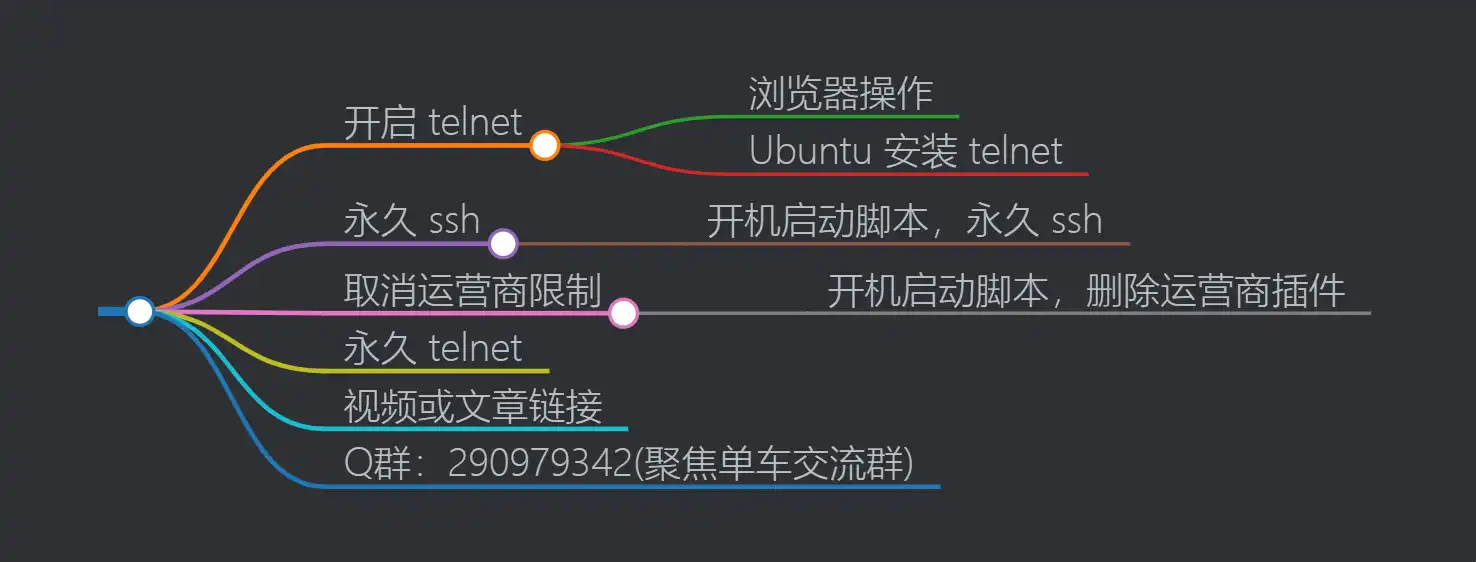 开启 telnet
浏览器操作
Ubuntu 安装 telnet
永久 ssh
开机启动脚本，永久 ssh
取消运营商限制
开机启动脚本，删除运营商插件
永久 telnet
视频或文章链接
Q群：290979342(聚焦单车交流群)